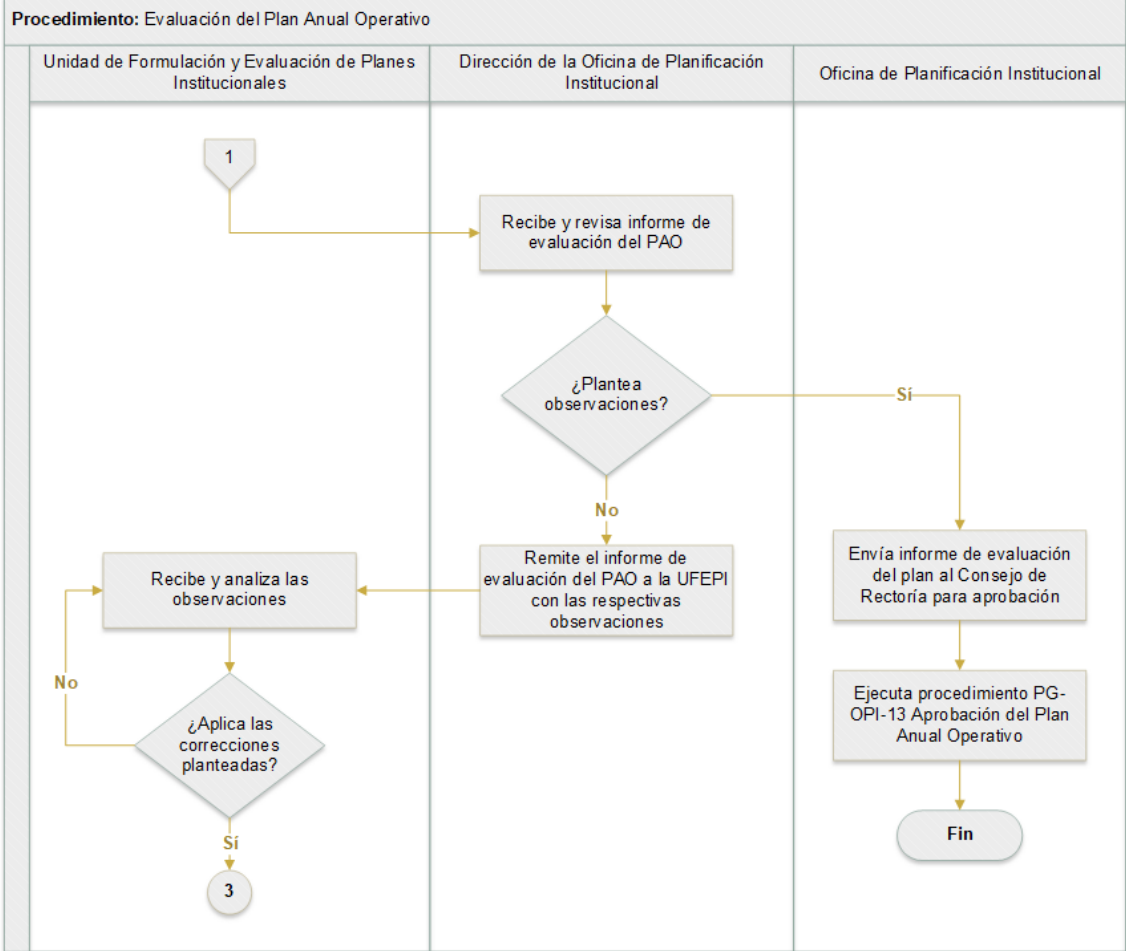 Procedimiento: Evaluación del Plan Anual Operativo
Unidad de Formulación y Evaluación de Planes
Institucionales
Dirección de la Oficina de Planificación
Institucional
Oficina de Planificación Institucional
1
Recibe y revisa informe de
evaluación del PAO
¿Plantea
observaciones?
Sí
No
Remite el informe de
evaluación del PAO a la UFEPI
con las respectivas
observaciones
Envía informe de evaluación
del plan al Consejo de
Rectoría para aprobación
Recibe y analiza las
observaciones
No
¿Aplica las
correcciones
planteadas?
Ejecuta procedimiento PG-
OPI-13 Aprobación del Plan
Anual Operativo
Sí
Fin
3